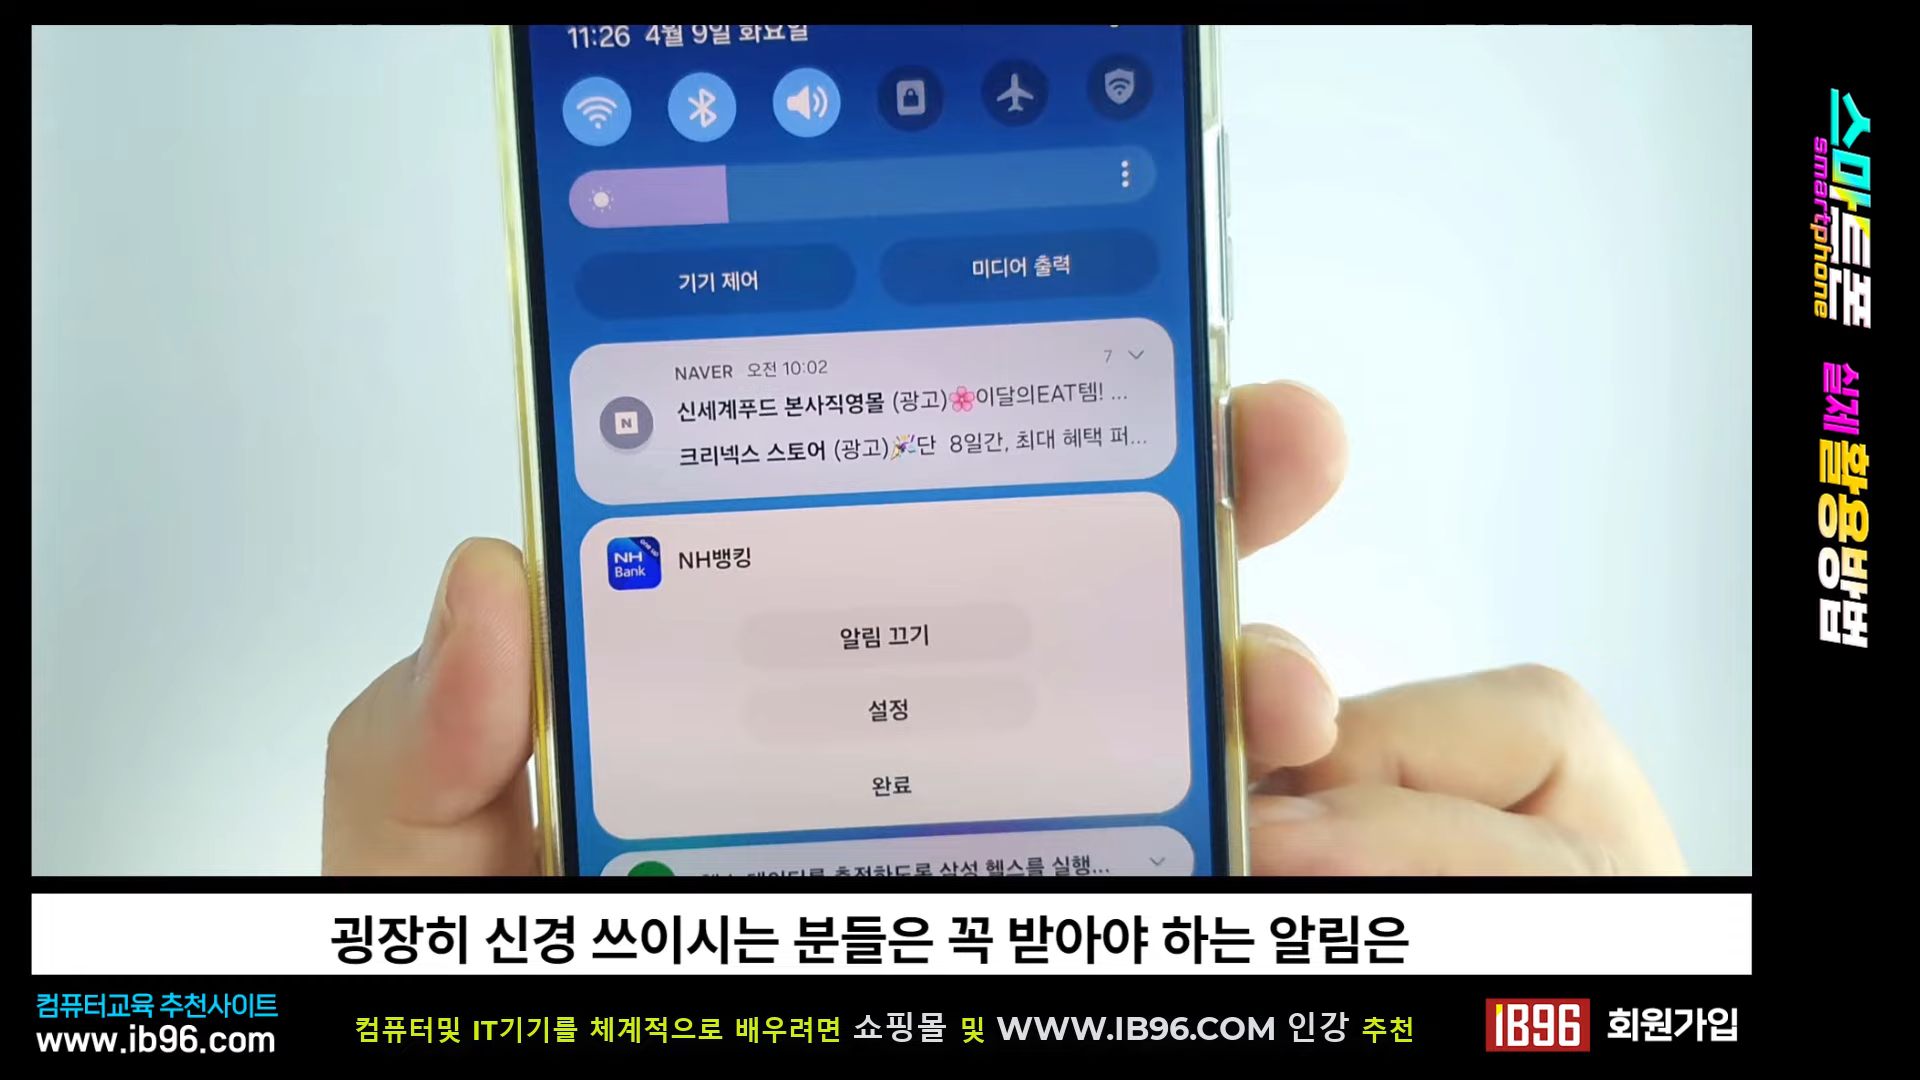 11:26 4월 9일 화요일
기기 제어
미디어 출력
NAVER 오전 10:02
7
N
신세계푸드 본사직영몰 (광고)🌸이달의EAT템! ...
크리넥스 스토어 (광고)🎉단 8일간, 최대 혜택 퍼...
NH Bank
NH뱅킹
알림 끄기
설정
완료
삼성 헬스를 실행...
굉장히 신경 쓰이시는 분들은 꼭 받아야 하는 알림은
컴퓨터교육 추천사이트
www.ib96.com
컴퓨터및 IT기기를 체계적으로 배우려면 쇼핑몰 및 WWW.IB96.COM 인강 추천
IB96 회원가입
스마트폰 실제활용방법
smartphone